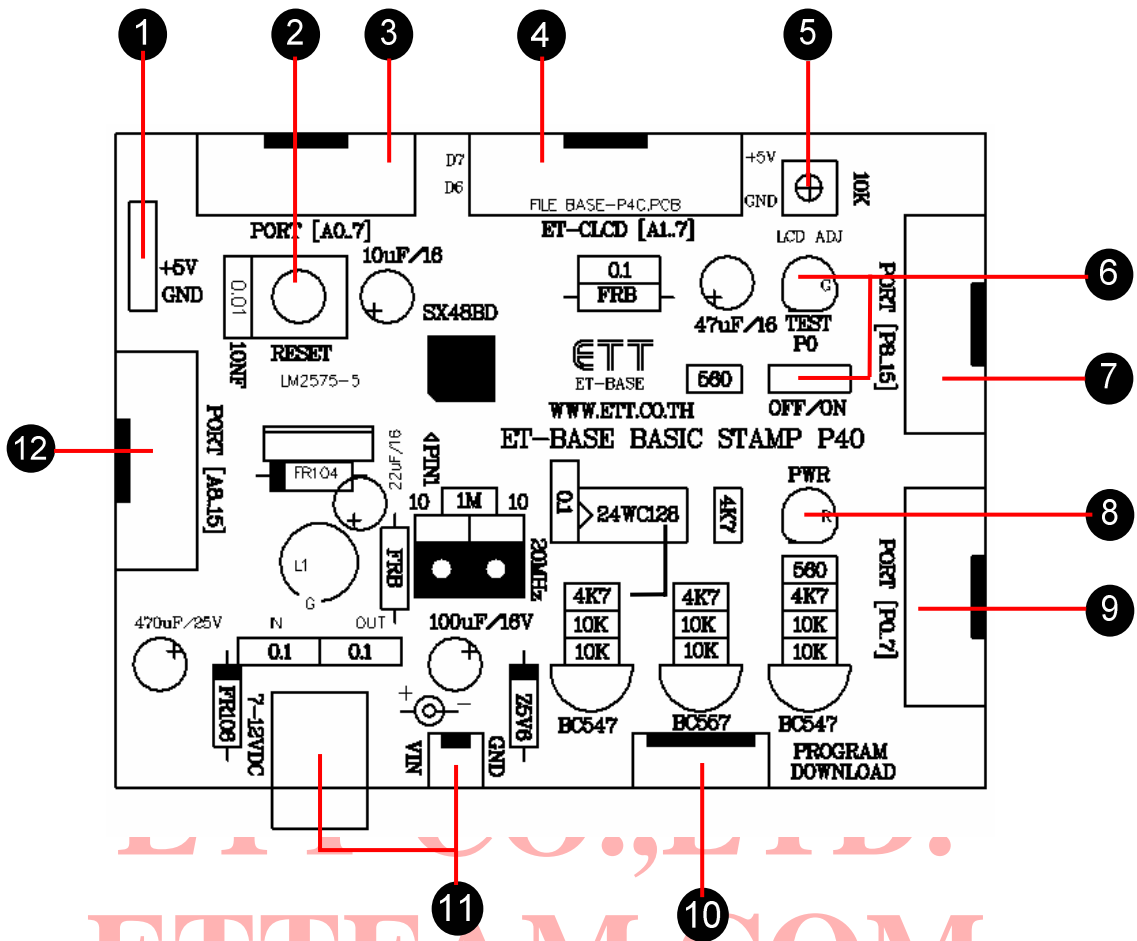 1
2
3
4
5
D7
D6
+5V
GND
FILE BASE-P4C.PCB
10K
PORT [A0..7]
ET-CLCD [A1..7]
LCD ADJ
+5V
GND
10uF/16
0.1
FRB
G
6
0.01
SX48BD
47uF/16
TEST
P0
PORT [P8..15]
RESET
10NF
LM2575-5
ETT
ET-BASE
560
7
OFF/ON
WWW.ETT.CO.TH
ET-BASE BASIC STAMP P40
12
PORT [A8..15]
FR104
22uF/16
<PIN1
PWR
10
1M
10
0.1
24WC128
4K7
R
8
L1
G
FRB
20MHz
560
PORT [P0..7]
9
4K7
4K7
4K7
470uF/25V
IN
OUT
100uF/16V
10K
10K
10K
0.1
0.1
10K
10K
10K
FR106
7-12VDC
+
-
Z5V6
BC547
BC557
BC547
VIN
GND
PROGRAM
DOWNLOAD
ETT CO.,LTD.
11
10
ETTEAM.COM